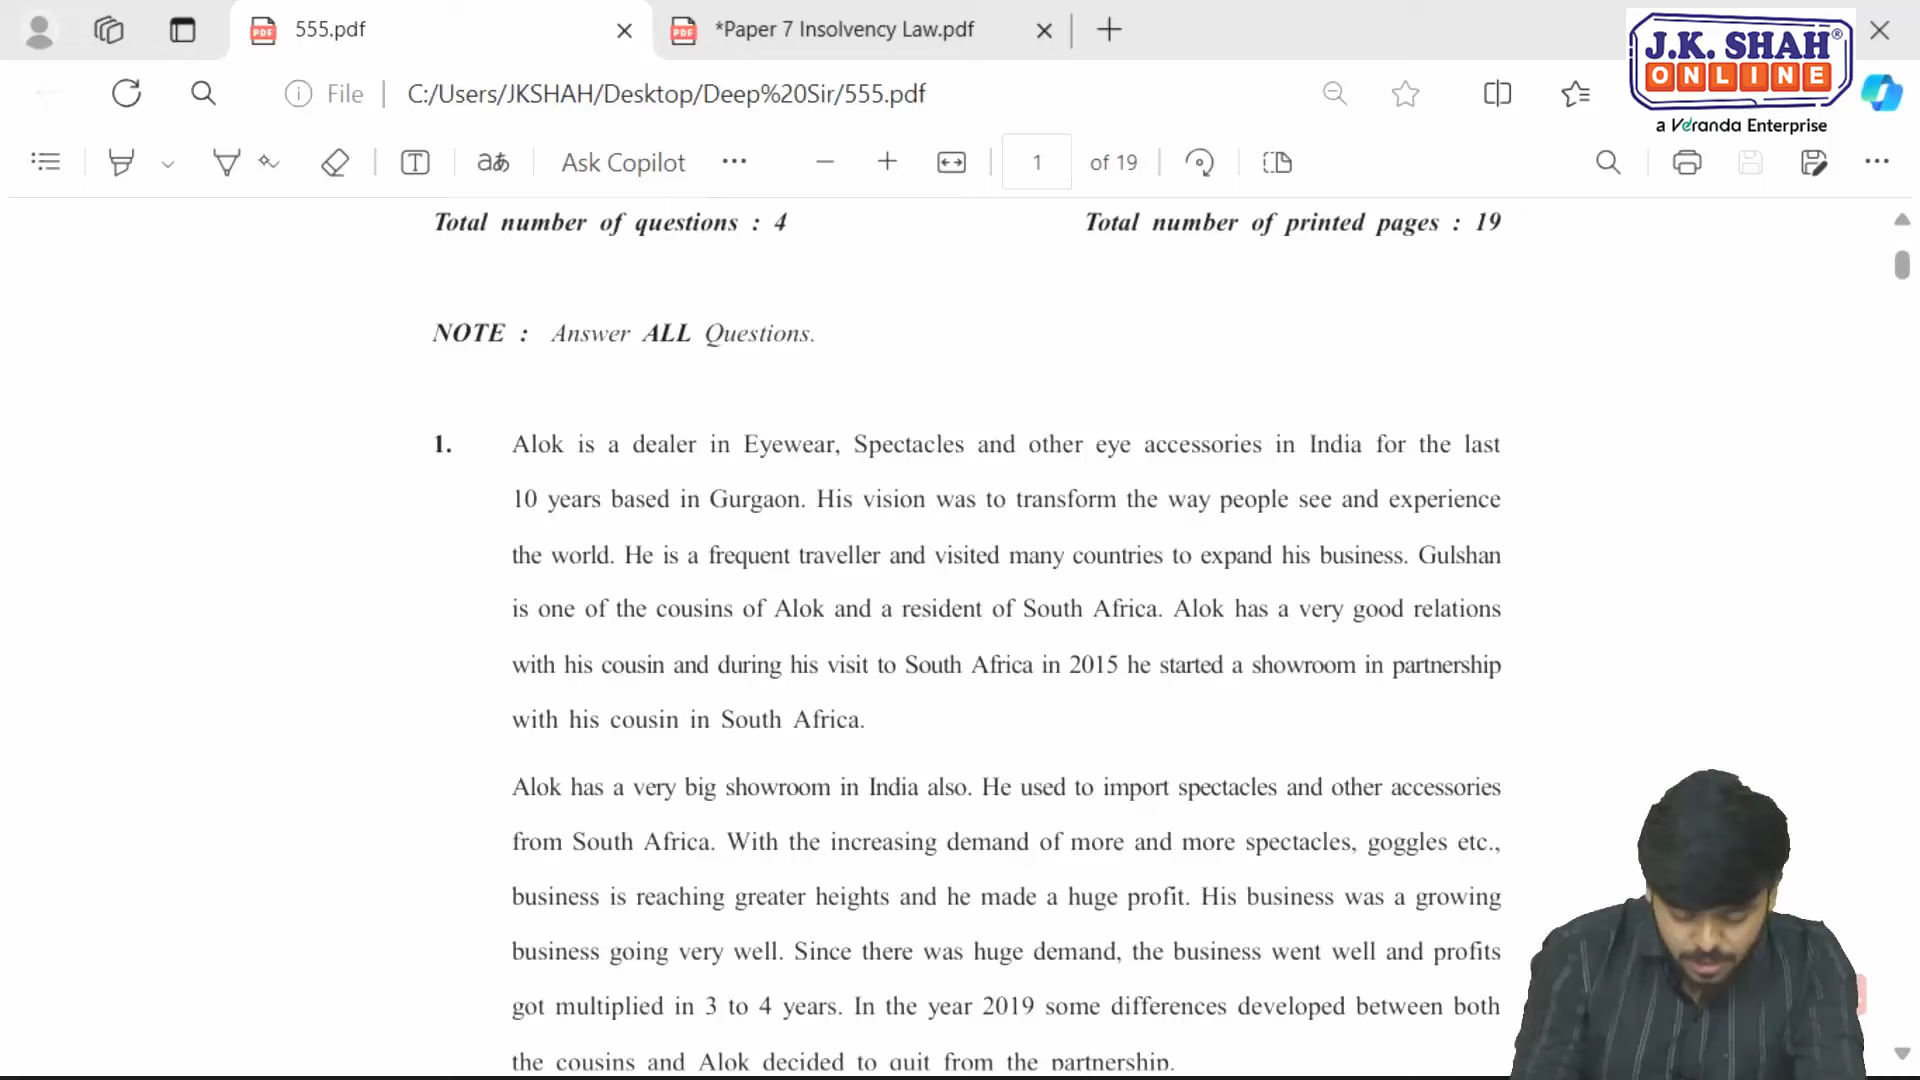 555.pdf
*Paper 7 Insolvency Law.pdf
J.K. SHAH®
ONLINE
a Veranda Enterprise
File
C:/Users/JKSHAH/Desktop/Deep%20Sir/555.pdf
aあ
Ask Copilot
1 of 19
Total number of questions : 4
Total number of printed pages : 19
NOTE : Answer ALL Questions.
1. Alok is a dealer in Eyewear, Spectacles and other eye accessories in India for the last
10 years based in Gurgaon. His vision was to transform the way people see and experience
the world. He is a frequent traveller and visited many countries to expand his business. Gulshan
is one of the cousins of Alok and a resident of South Africa. Alok has a very good relations
with his cousin and during his visit to South Africa in 2015 he started a showroom in partnership
with his cousin in South Africa.
Alok has a very big showroom in India also. He used to import spectacles and other accessories
from South Africa. With the increasing demand of more and more spectacles, goggles etc.,
business is reaching greater heights and he made a huge profit. His business was a growing
business going very well. Since there was huge demand, the business went well and profits
got multiplied in 3 to 4 years. In the year 2019 some differences developed between both
the cousins and Alok decided to quit from the partnership.